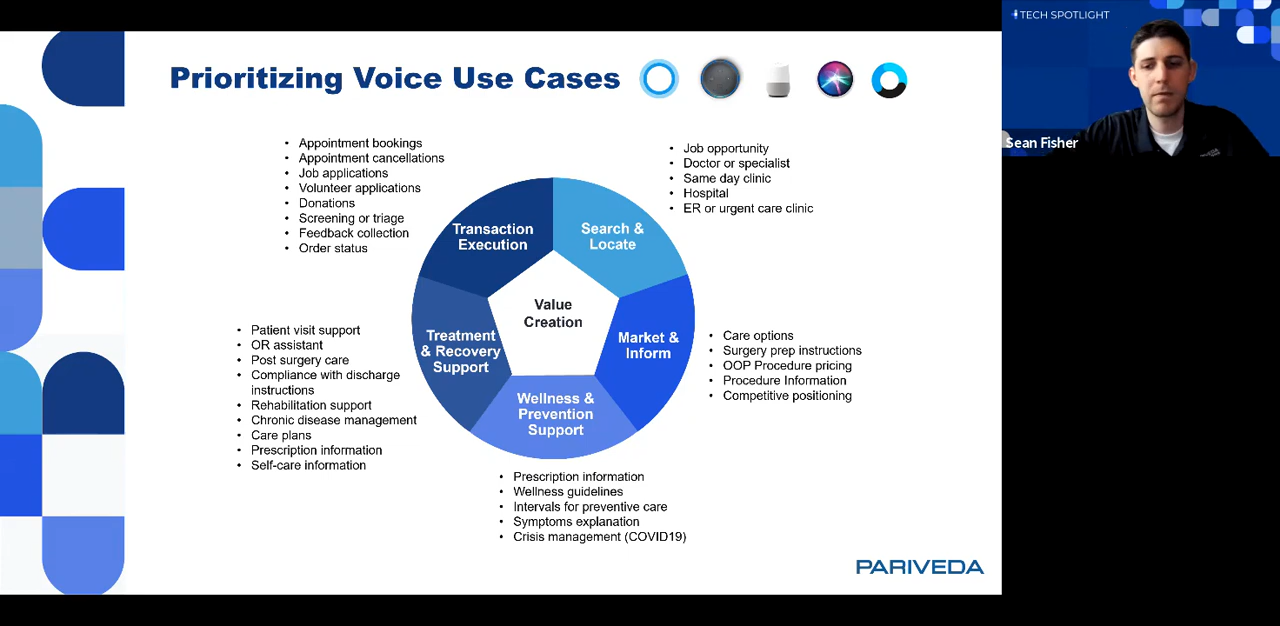 Prioritizing Voice Use Cases
TECH SPOTLIGHT
Sean Fisher
• Appointment bookings
• Appointment cancellations
• Job applications
• Volunteer applications
• Donations
• Screening or triage
• Feedback collection
• Order status
• Job opportunity
• Doctor or specialist
• Same day clinic
• Hospital
• ER or urgent care clinic
Transaction
Execution
Search &
Locate
Value
Creation
Treatment
& Recovery
Support
Market &
Inform
Wellness &
Prevention
Support
• Patient visit support
• OR assistant
• Post surgery care
• Compliance with discharge
instructions
• Rehabilitation support
• Chronic disease management
• Care plans
• Prescription information
• Self-care information
• Care options
• Surgery prep instructions
• OOP Procedure pricing
• Procedure Information
• Competitive positioning
• Prescription information
• Wellness guidelines
• Intervals for preventive care
• Symptoms explanation
• Crisis management (COVID19)
PARIVEDA